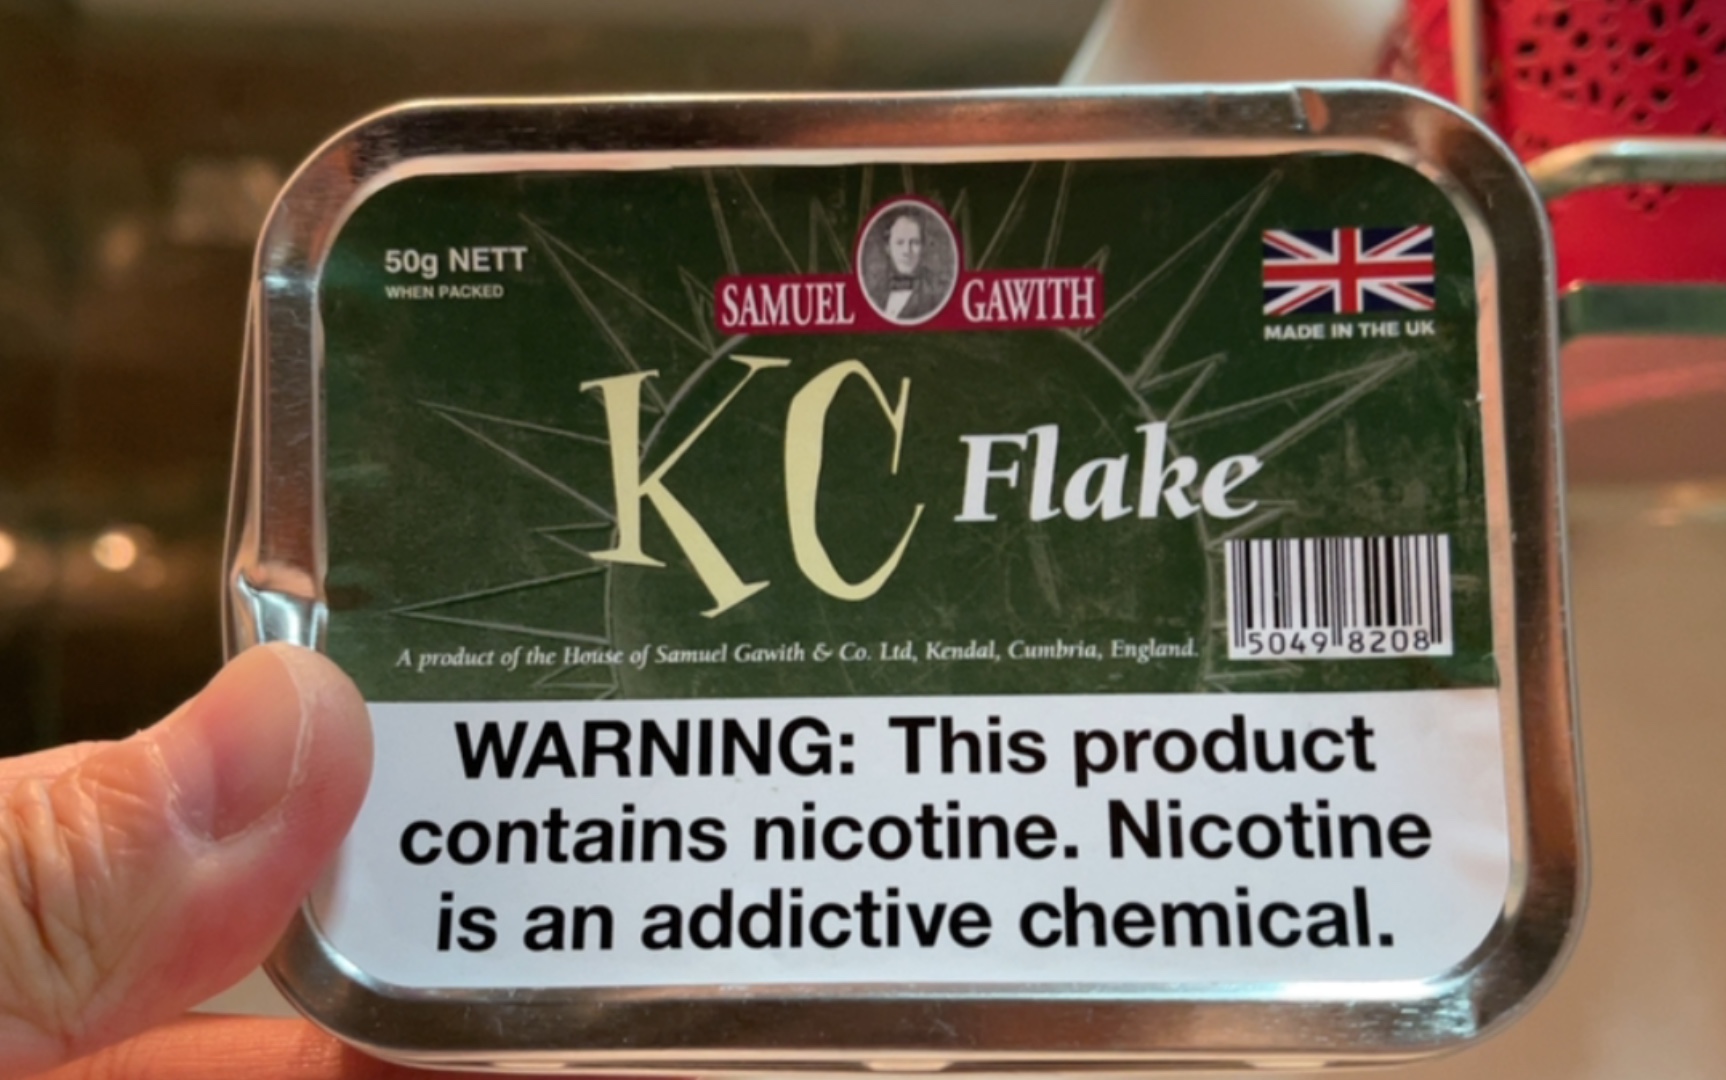 50g NETT
WHEN PACKED
SAMUEL GAWITH
MADE IN THE UK
KC Flake
5049 8208
A product of the House of Samuel Gawith & Co. Ltd, Kendal, Cumbria, England.
WARNING: This product
contains nicotine. Nicotine
is an addictive chemical.